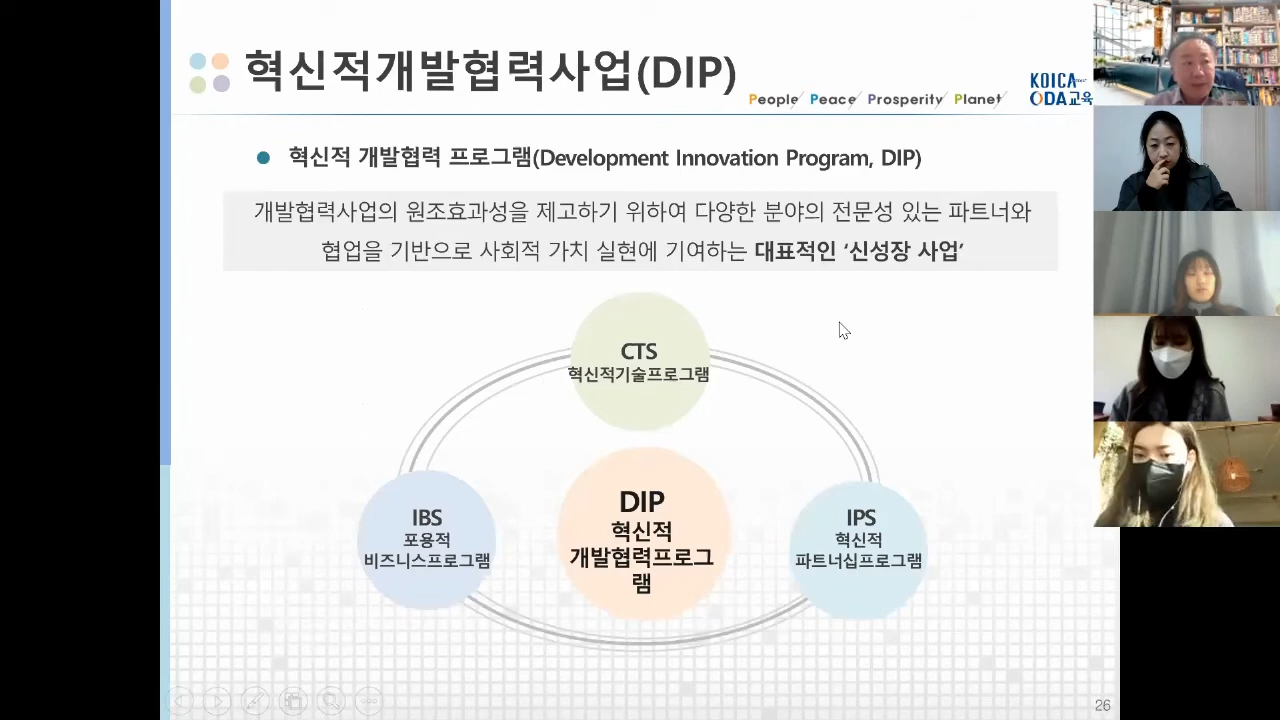 혁신적개발협력사업(DIP)
People Peace Prosperity Planet
KOICA
ODA교육
혁신적 개발협력 프로그램(Development Innovation Program, DIP)
개발협력사업의 원조효과성을 제고하기 위하여 다양한 분야의 전문성 있는 파트너와
협업을 기반으로 사회적 가치 실현에 기여하는 대표적인 ‘신성장 사업’
CTS
혁신적기술프로그램
IBS
포용적
비즈니스프로그램
DIP
혁신적
개발협력프로그
램
IPS
혁신적
파트너십프로그램
26